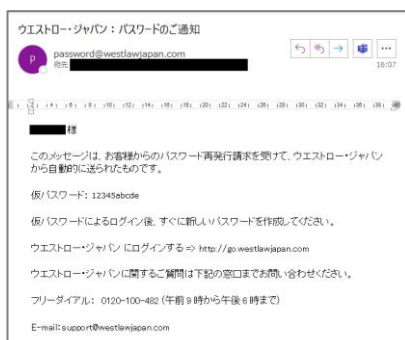 ウエストロー・ジャパン：パスワードのご通知
P
password@westlawjapan.com
宛先
16:07
様
このメッセージは、お客様からのパスワード再発行請求を受けて、ウエストロー・ジャパン
から自動的に送られたものです。
仮パスワード: 12345abcde
仮パスワードによるログイン後、すぐに新しいパスワードを作成してください。
ウエストロー・ジャパン にログインする => http://go.westlawjapan.com
ウエストロー・ジャパンに関するご質問は下記の窓口までお問い合わせください。
フリーダイアル： 0120-100-482 (午前 9 時から午後 6 時まで)
E-mail: support@westlawjapan.com